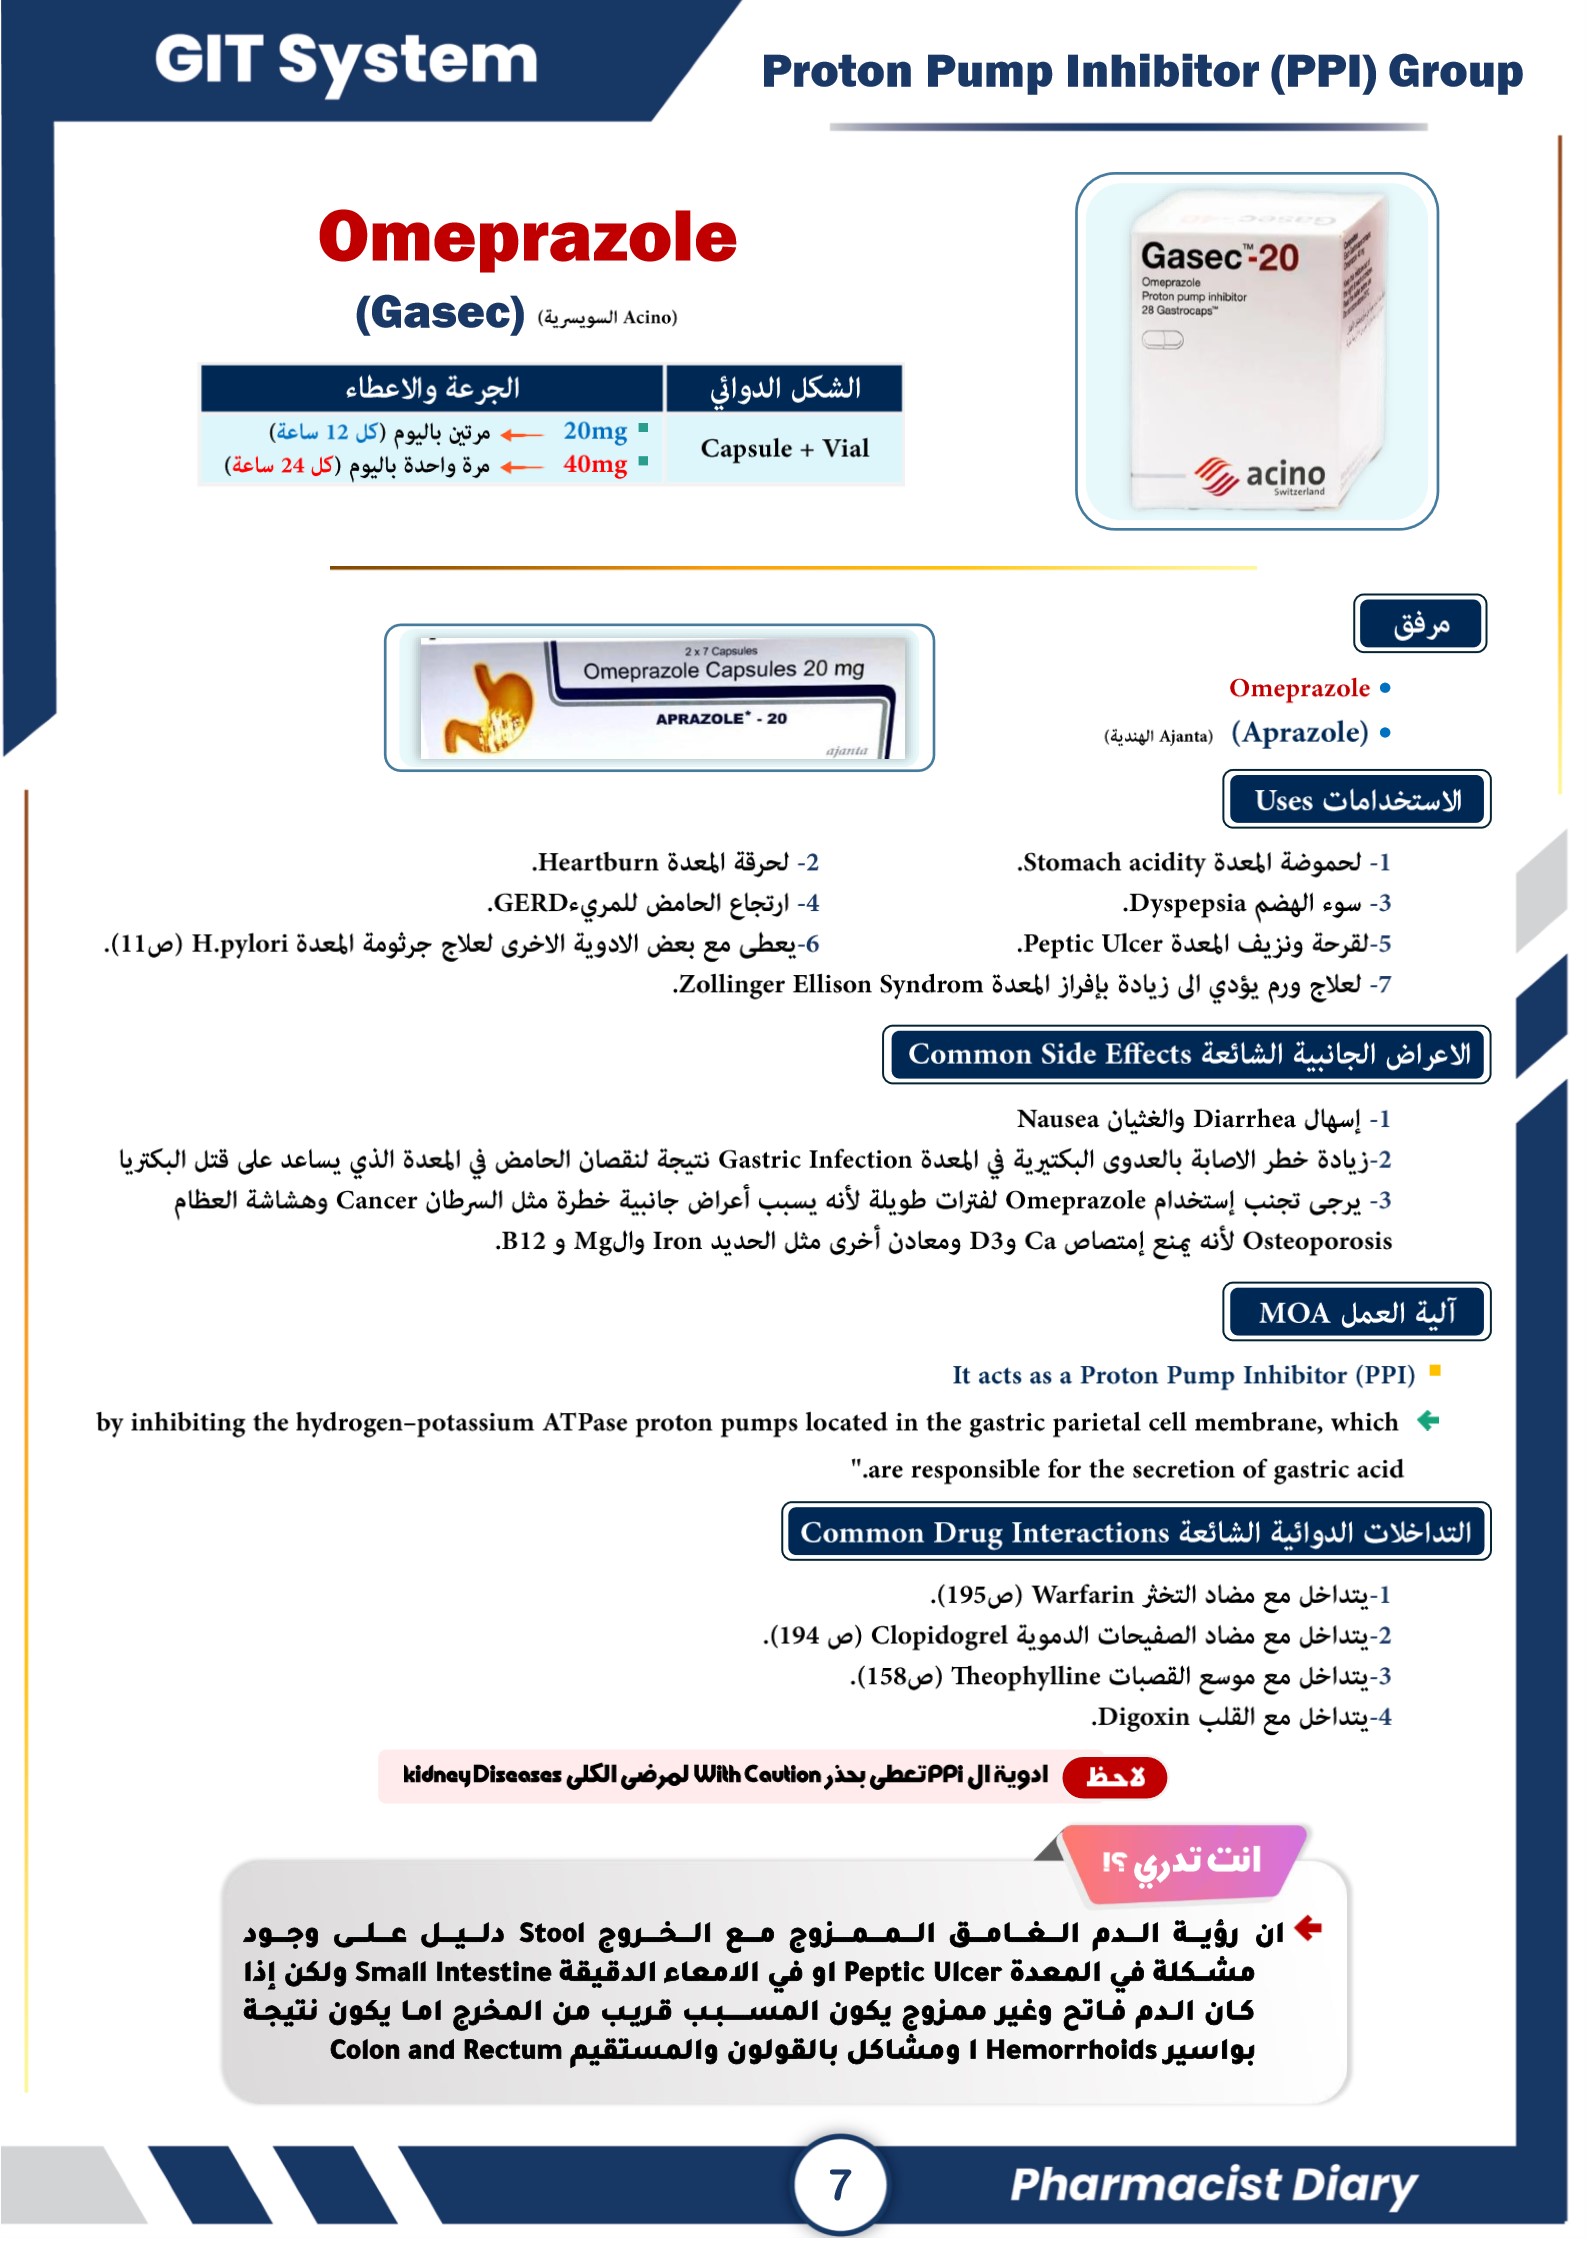 GIT System
Proton Pump Inhibitor (PPI) Group
Omeprazole
(Gasec) (Acino السويسرية)
الشكل الدوائي
الجرعة والاعطاء
Capsule + Vial
20mg مرتين باليوم (كل 12 ساعة)
40mg مرة واحدة باليوم (كل 24 ساعة)
Gasec™-20
Omeprazole
Proton pump inhibitor
28 Gastrocaps™
acino
Switzerland
مرفق
• Omeprazole
• (Aprazole) (Ajanta الهندية)
2 x 7 Capsules
Omeprazole Capsules 20 mg
APRAZOLE* - 20
ajanta
الاستخدامات Uses
1- لحموضة المعدة Stomach acidity.
2- لحرقة المعدة Heartburn.
3- سوء الهضم Dyspepsia.
4- ارتجاع الحامض للمريءGERD.
5-لقرحة ونزيف المعدة Peptic Ulcer.
6-يعطى مع بعض الادوية الاخرى لعلاج جرثومة المعدة H.pylori (ص11).
7- لعلاج ورم يؤدي الى زيادة بإفراز المعدة Zollinger Ellison Syndrom.
الاعراض الجانبية الشائعة Common Side Effects
1- إسهال Diarrhea والغثيان Nausea
2-زيادة خطر الاصابة بالعدوى البكتيرية في المعدة Gastric Infection نتيجة لنقصان الحامض في المعدة الذي يساعد على قتل البكتريا
3- يرجى تجنب إستخدام Omeprazole لفترات طويلة لأنه يسبب أعراض جانبية خطرة مثل السرطان Cancer وهشاشة العظام
Osteoporosis لأنه يمنع إمتصاص Ca وD3 ومعادن أخرى مثل الحديد Iron والMg و B12.
آلية العمل MOA
It acts as a Proton Pump Inhibitor (PPI)
by inhibiting the hydrogen–potassium ATPase proton pumps located in the gastric parietal cell membrane, which
are responsible for the secretion of gastric acid."
التداخلات الدوائية الشائعة Common Drug Interactions
1-يتداخل مع مضاد التخثر Warfarin (ص195).
2-يتداخل مع مضاد الصفيحات الدموية Clopidogrel (ص 194).
3-يتداخل مع موسع القصبات Theophylline (ص158).
4-يتداخل مع القلب Digoxin.
لاحظ
ادوية ال PPi تعطى بحذر With Caution لمرضى الكلى kidney Diseases
انت تدري ؟!
ان رؤية الدم الغامق الممزوج مع الخروج Stool دليل على وجود
مشكلة في المعدة Peptic Ulcer او في الامعاء الدقيقة Small Intestine ولكن إذا
كان الدم فاتح وغير ممزوج يكون المسبب قريب من المخرج اما يكون نتيجة
بواسير Hemorrhoids ا ومشاكل بالقولون والمستقيم Colon and Rectum
7
Pharmacist Diary